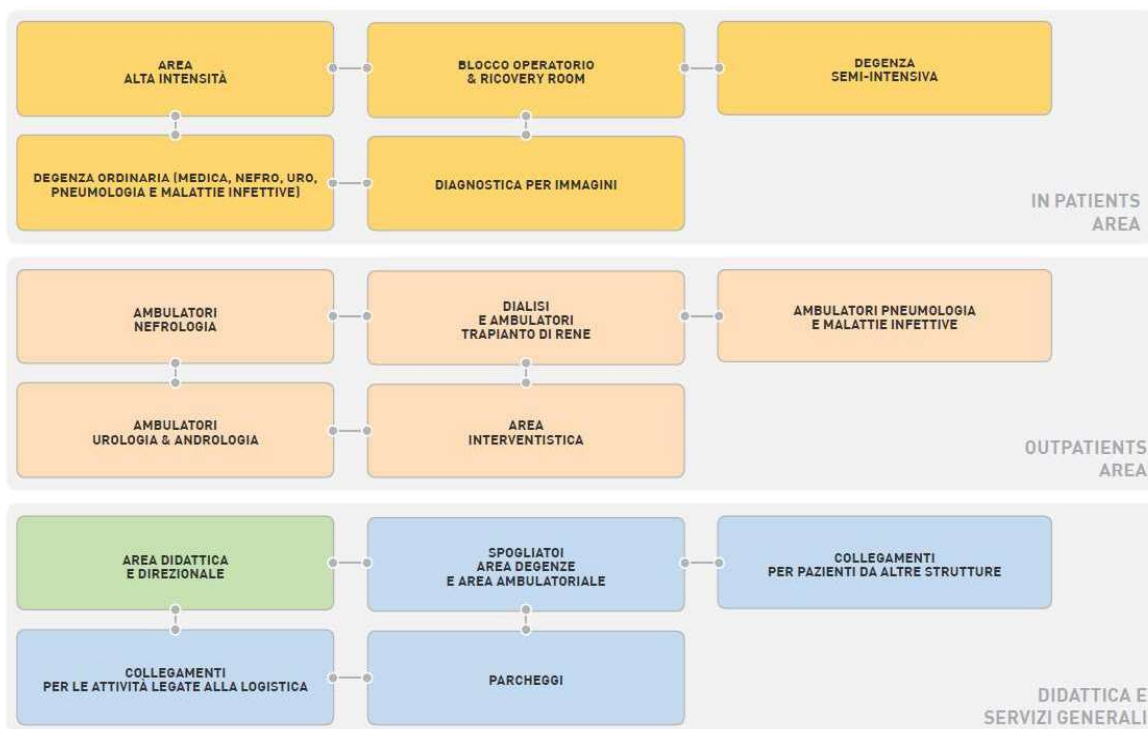 AREA
ALTA INTENSITÀ
BLOCCO OPERATORIO
& RICOVERY ROOM
DEGENZA
SEMI-INTENSIVA
DEGENZA ORDINARIA (MEDICA, NEFRO, URO,
PNEUMOLOGIA E MALATTIE INFETTIVE)
DIAGNOSTICA PER IMMAGINI
IN PATIENTS
AREA
AMBULATORI
NEFROLOGIA
DIALISI
E AMBULATORI
TRAPIANTO DI RENE
AMBULATORI PNEUMOLOGIA
E MALATTIE INFETTIVE
AMBULATORI
UROLOGIA & ANDROLOGIA
AREA
INTERVENTISTICA
OUTPATIENTS
AREA
AREA DIDATTICA
E DIREZIONALE
SPOGLIATOI
AREA DEGENZE
E AREA AMBULATORIALE
COLLEGAMENTI
PER PAZIENTI DA ALTRE STRUTTURE
COLLEGAMENTI
PER LE ATTIVITÀ LEGATE ALLA LOGISTICA
PARCHEGGI
DIDATTICA E
SERVIZI GENERALI